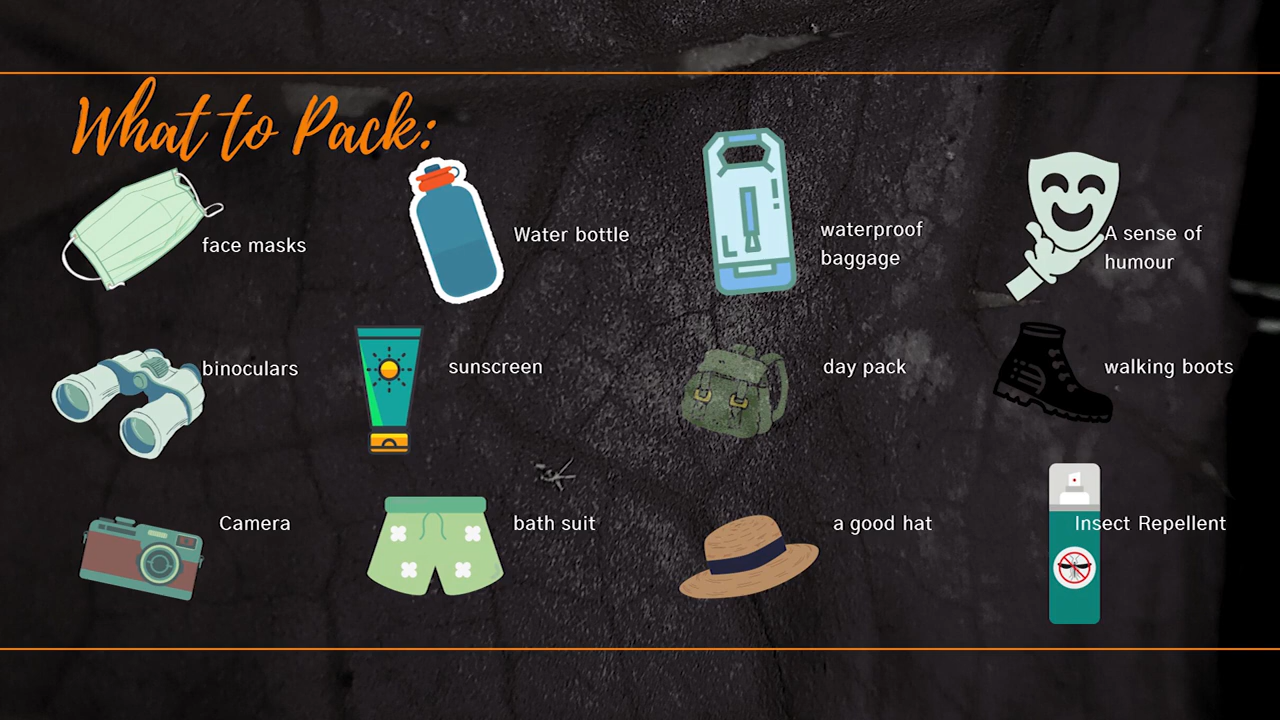 What to Pack:
face masks
Water bottle
waterproof
baggage
A sense of
humour
binoculars
sunscreen
day pack
walking boots
Camera
bath suit
a good hat
Insect Repellent